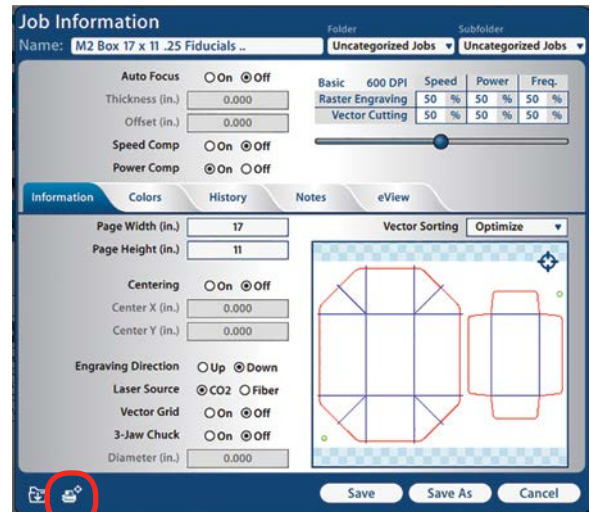 Job Information
Folder Subfolder
Name: M2 Box 17 x 11 .25 Fiducials .. Uncategorized Jobs Uncategorized Jobs
Auto Focus On Off
Thickness (in.) 0.000
Offset (in.) 0.000
Speed Comp On Off
Power Comp On Off
Basic 600 DPI Speed Power Freq.
Raster Engraving 50 % 50 % 50 %
Vector Cutting 50 % 50 % 50 %
Information Colors History Notes eView
Page Width (in.) 17
Page Height (in.) 11
Centering On Off
Center X (in.) 0.000
Center Y (in.) 0.000
Engraving Direction Up Down
Laser Source CO2 Fiber
Vector Grid On Off
3-Jaw Chuck On Off
Diameter (in.) 0.000
Vector Sorting Optimize
Save Save As Cancel